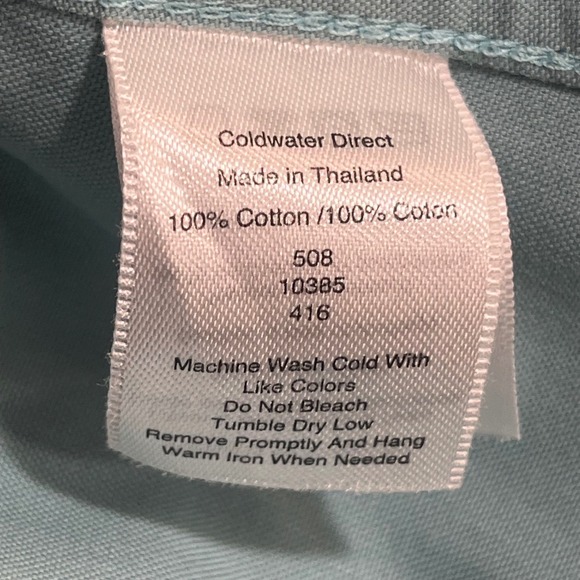 Coldwater Direct
Made in Thailand
100% Cotton /100% Coton
508
10385
416
Machine Wash Cold With
Like Colors
Do Not Bleach
Tumble Dry Low
Remove Promptly And Hang
Warm Iron When Needed